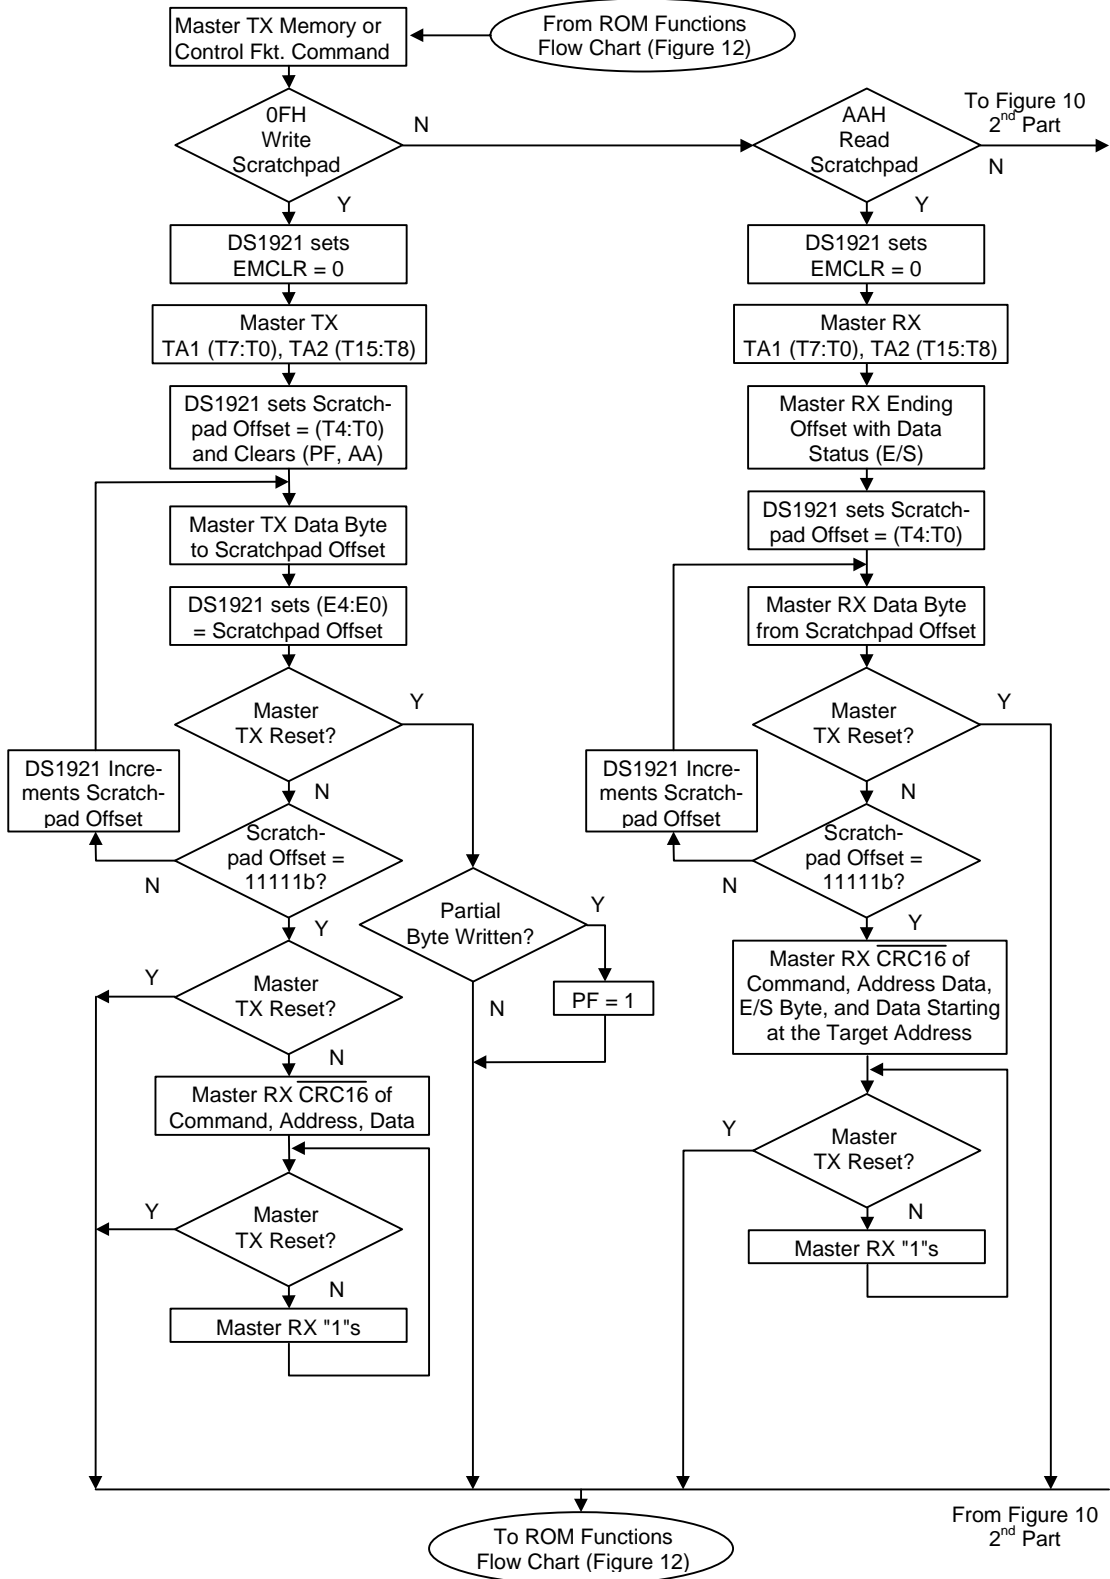 Master TX Memory or
Control Fkt. Command
From ROM Functions
Flow Chart (Figure 12)
0FH
Write
Scratchpad
N
Y
AAH
Read
Scratchpad
To Figure 10
2nd Part
N
Y
DS1921 sets
EMCLR = 0
Master TX
TA1 (T7:T0), TA2 (T15:T8)
DS1921 sets Scratch-
pad Offset = (T4:T0)
and Clears (PF, AA)
Master TX Data Byte
to Scratchpad Offset
DS1921 sets (E4:E0)
= Scratchpad Offset
Master
TX Reset?
Y
N
DS1921 Incre-
ments Scratch-
pad Offset
Scratch-
pad Offset =
11111b?
N
Y
Partial
Byte Written?
Y
N
PF = 1
Master
TX Reset?
Y
N
Master RX CRC16 of
Command, Address, Data
Master
TX Reset?
Y
N
Master RX "1"s
DS1921 sets
EMCLR = 0
Master RX
TA1 (T7:T0), TA2 (T15:T8)
Master RX Ending
Offset with Data
Status (E/S)
DS1921 sets Scratch-
pad Offset = (T4:T0)
Master RX Data Byte
from Scratchpad Offset
Master
TX Reset?
Y
N
DS1921 Incre-
ments Scratch-
pad Offset
Scratch-
pad Offset =
11111b?
N
Y
Master RX CRC16 of
Command, Address Data,
E/S Byte, and Data Starting
at the Target Address
Master
TX Reset?
Y
N
Master RX "1"s
To ROM Functions
Flow Chart (Figure 12)
From Figure 10
2nd Part